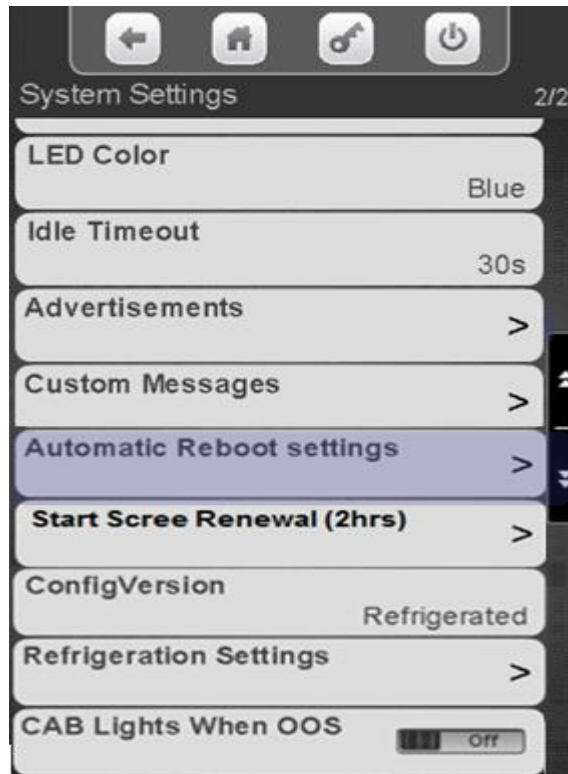 System Settings 2/2
LED Color
Blue
Idle Timeout
30s
Advertisements >
Custom Messages >
Automatic Reboot settings >
Start Scree Renewal (2hrs) >
ConfigVersion
Refrigerated
Refrigeration Settings >
CAB Lights When OOS
Off